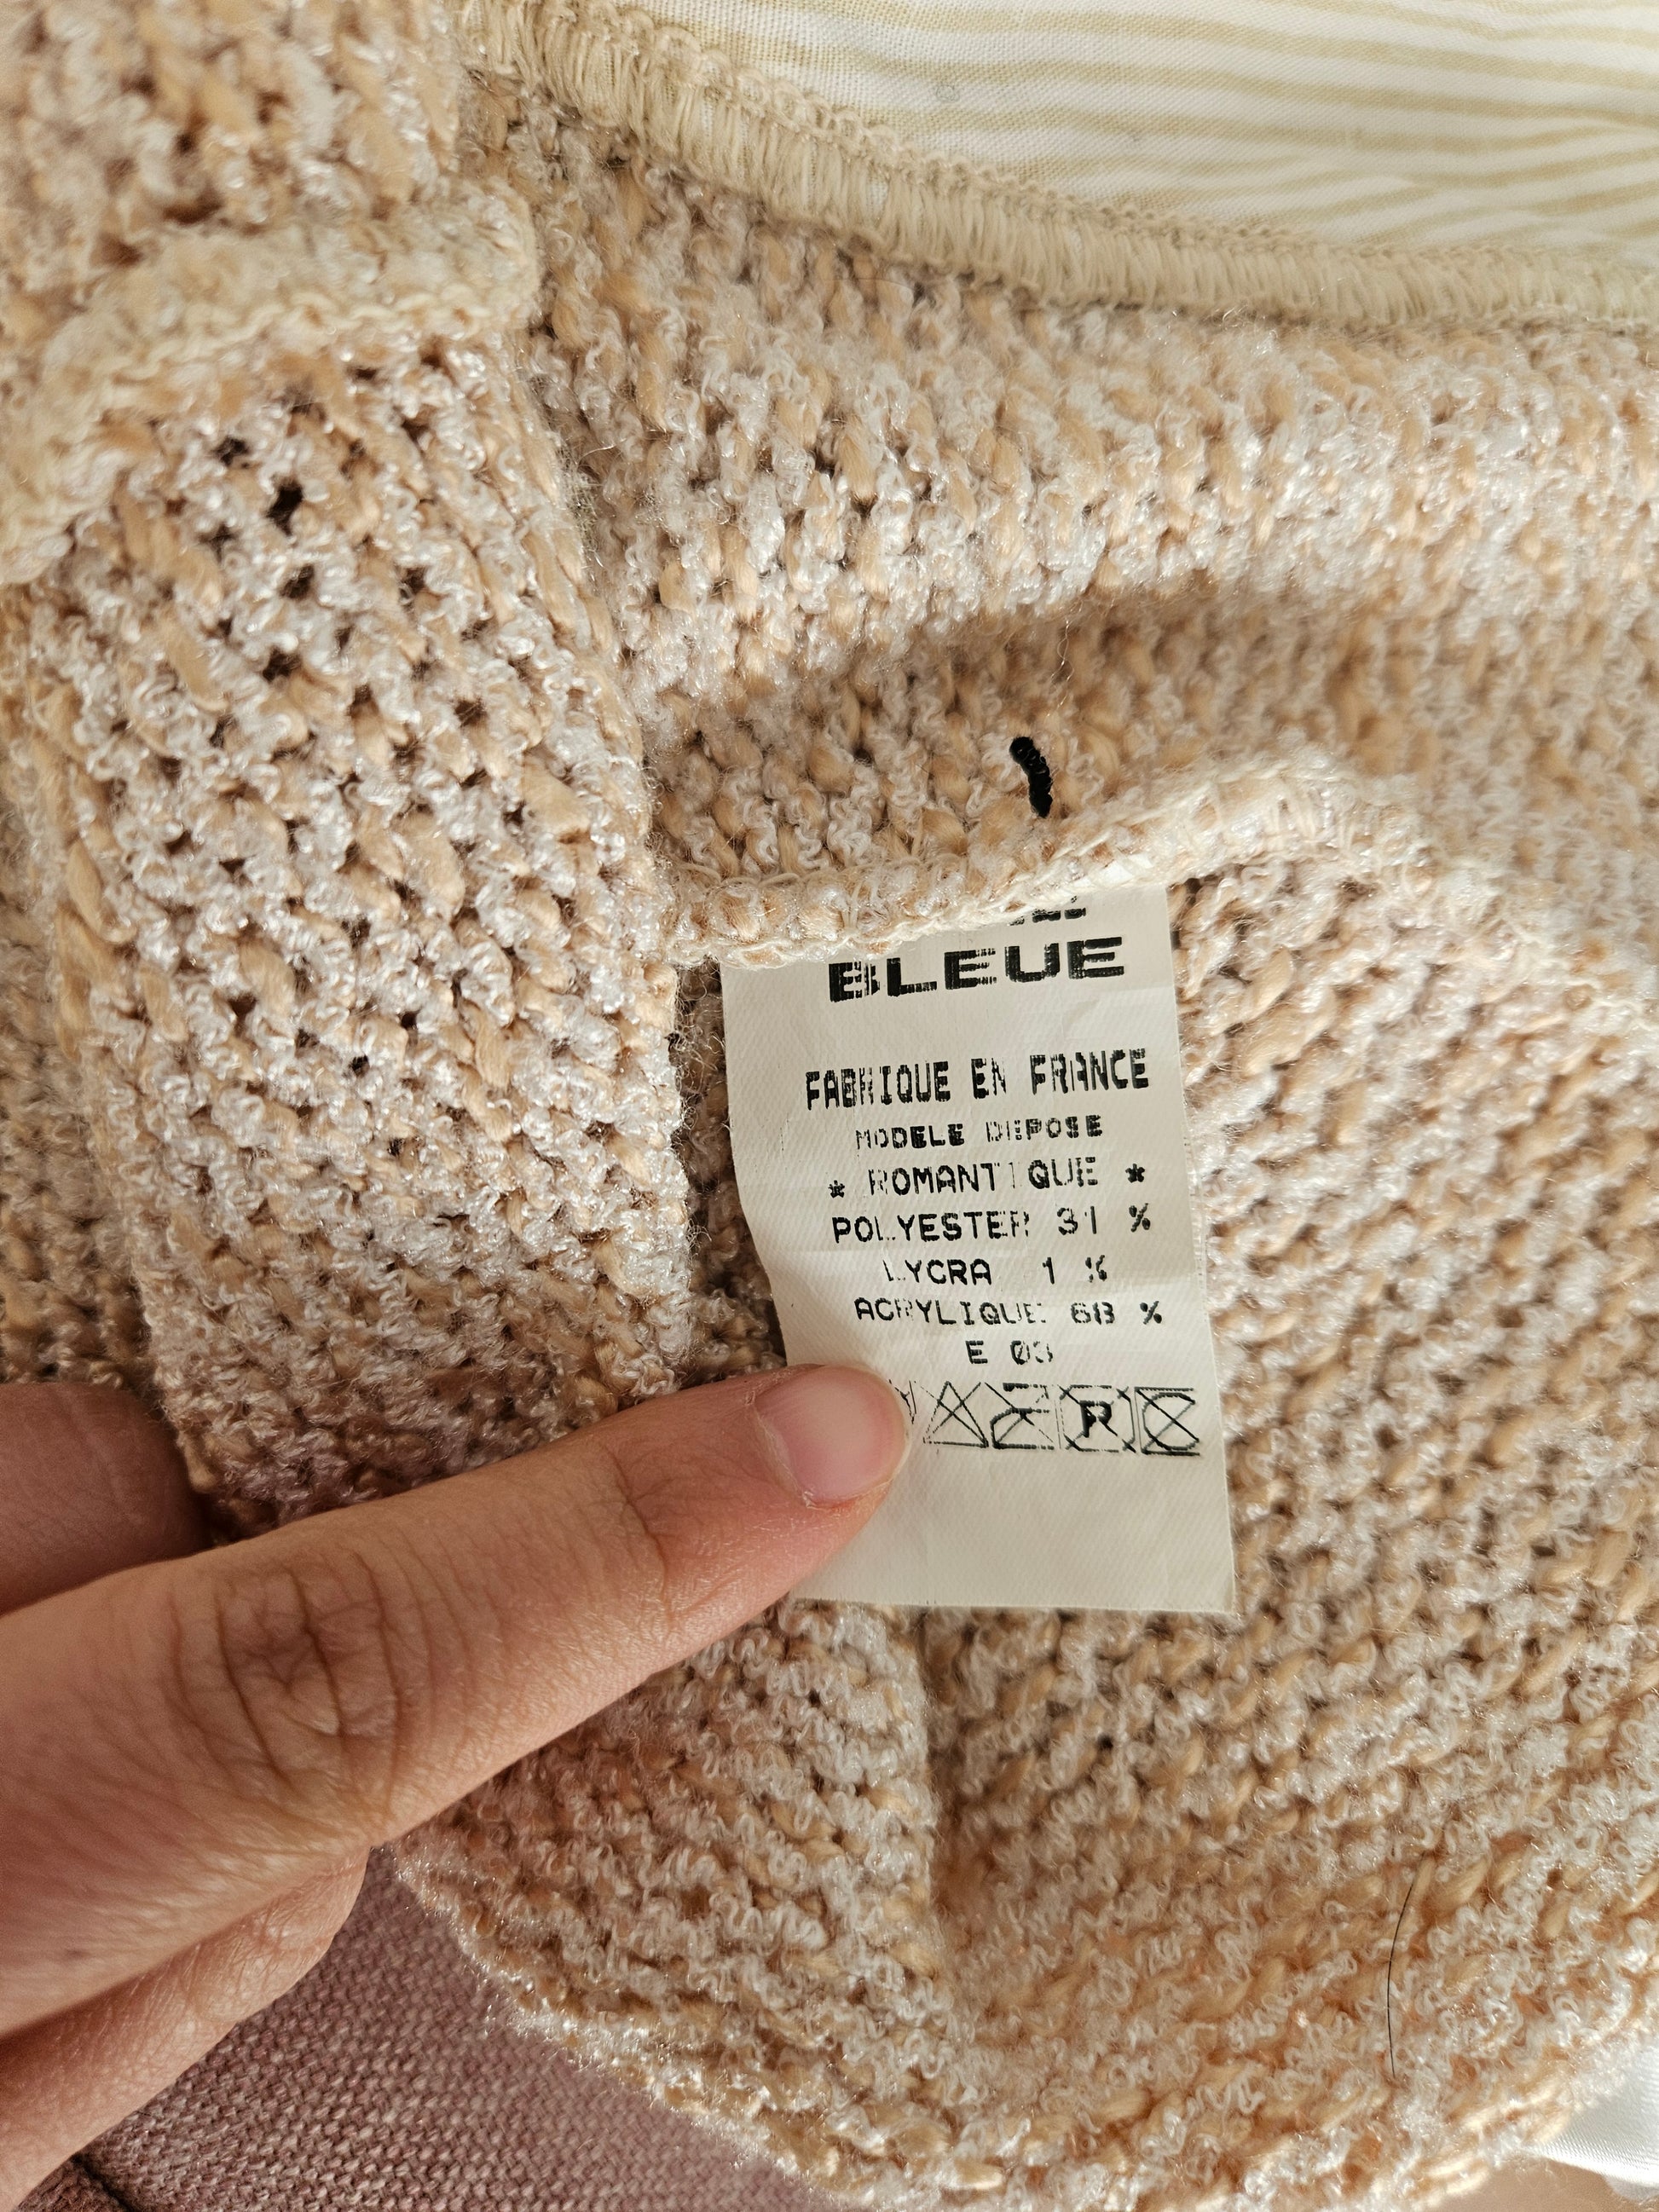 BLEUE
FABRIQUE EN FRANCE
MODELE DEPOSE
* ROMANTIQUE *
POLYESTER 31 %
LYCRA 1 %
ACRYLIQUE 68 %
E 03
R